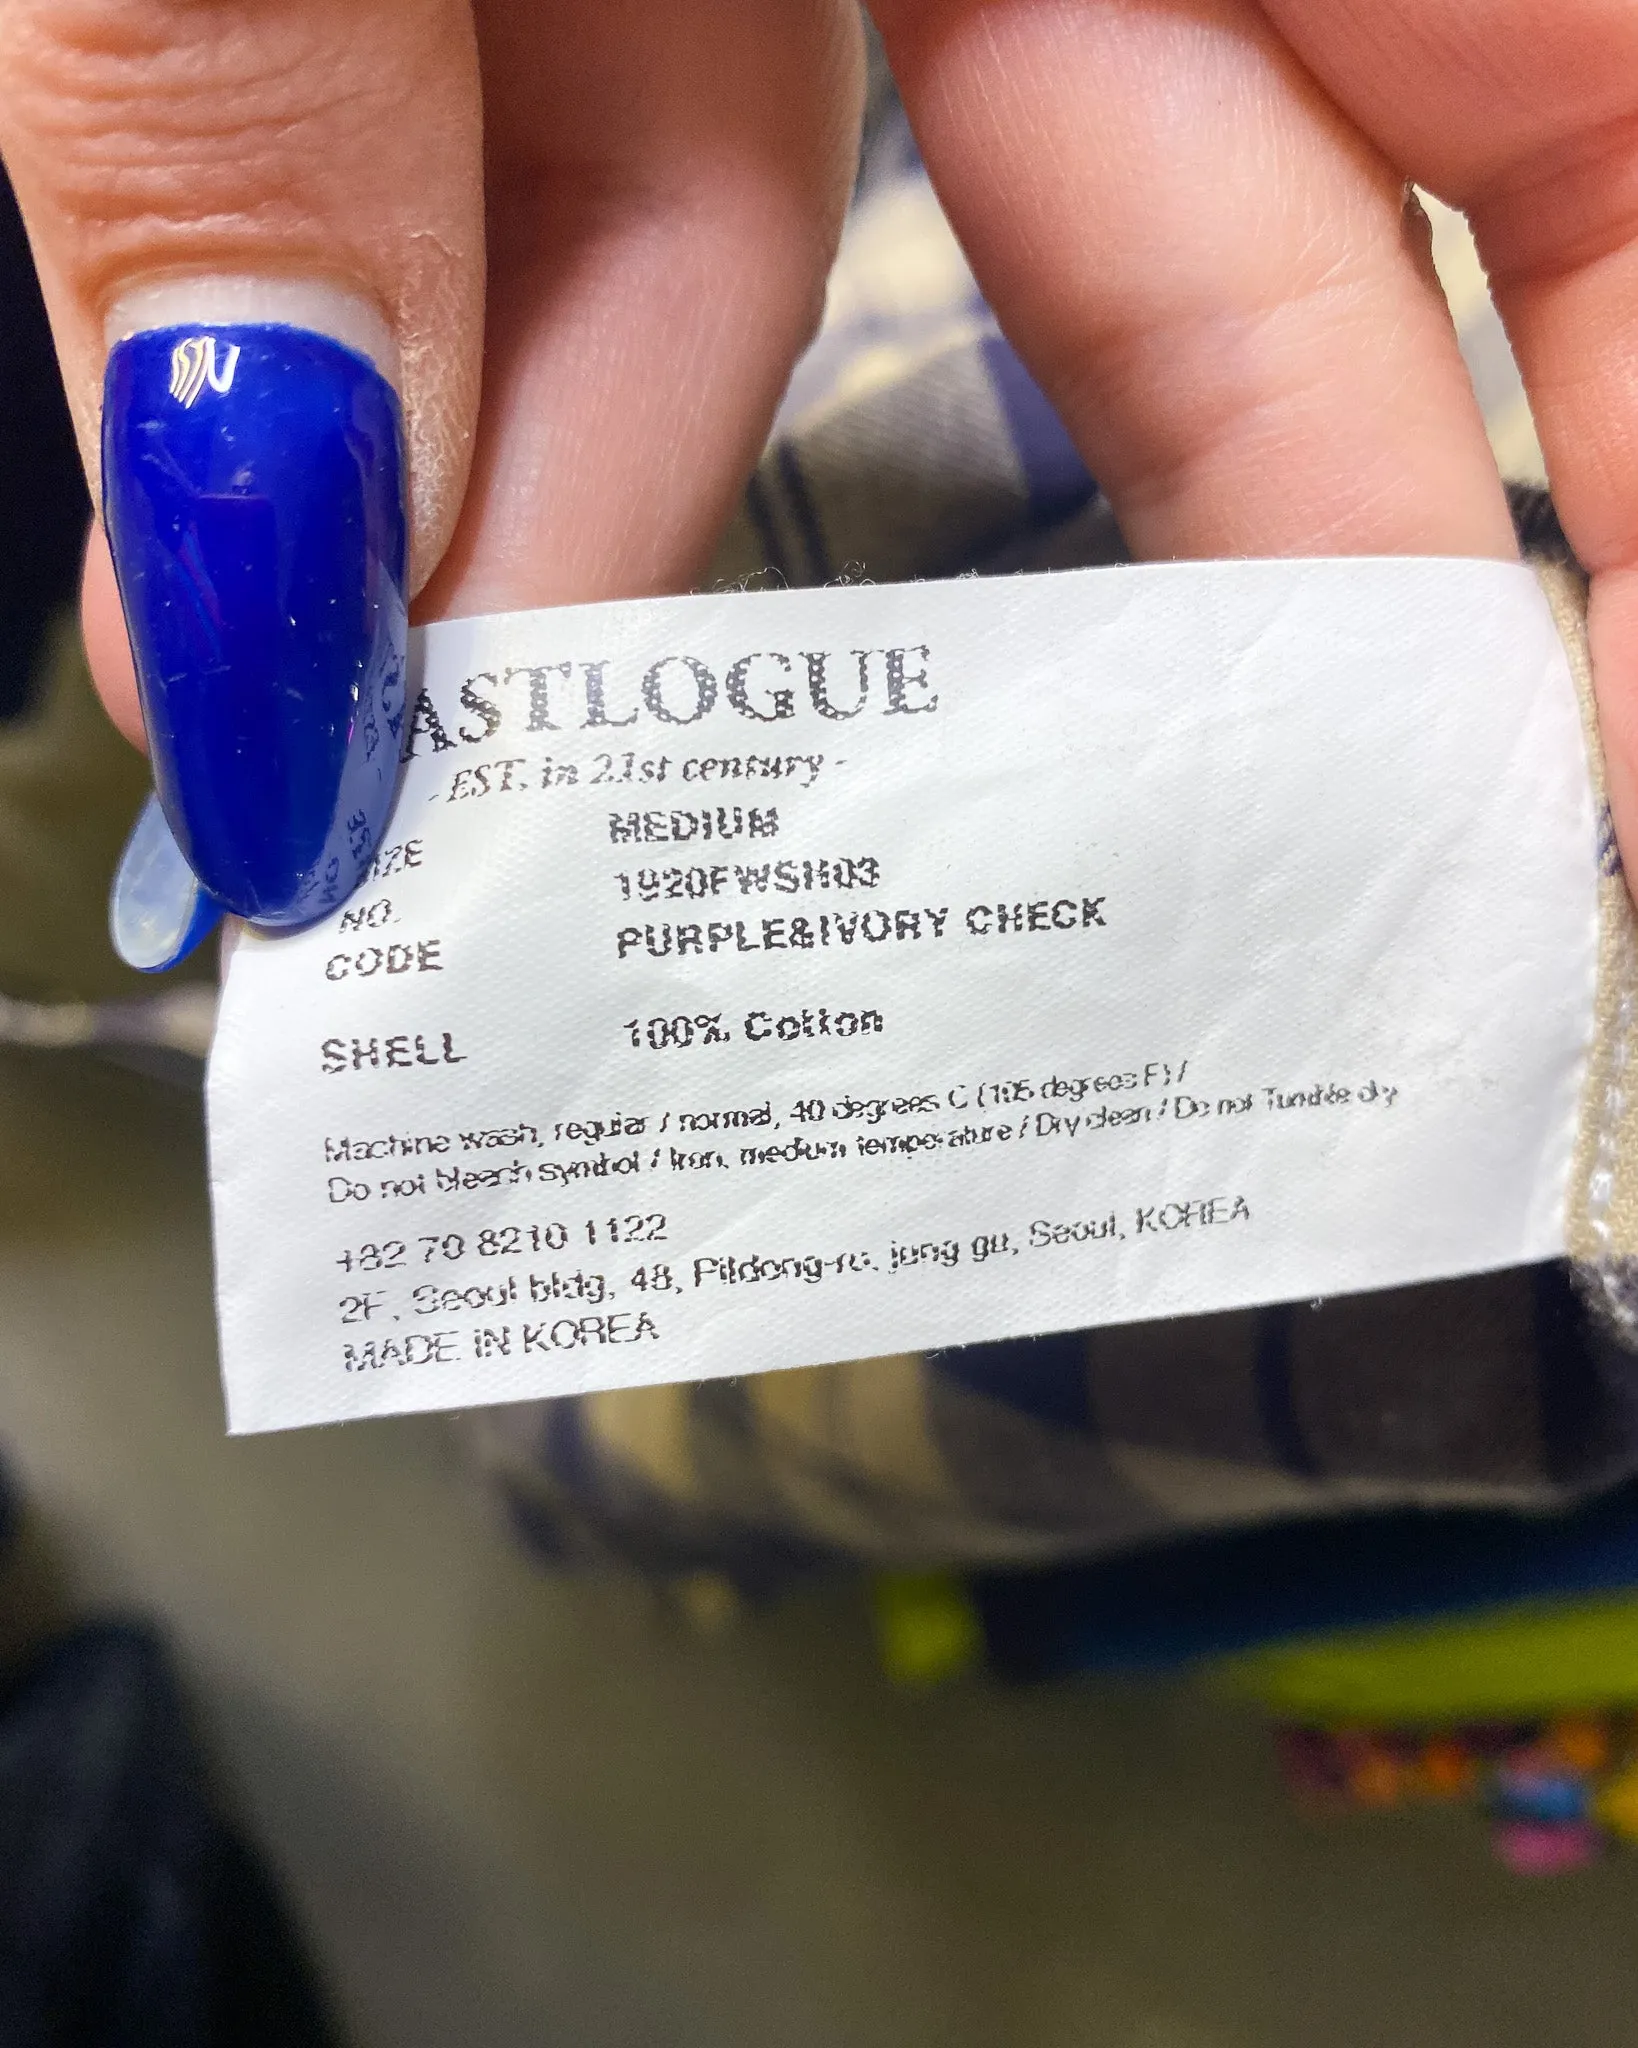 ASTLOGUE
- EST. in 21st century -
IZE MEDIUM
NO. 1920FWSH03
CODE PURPLE&IVORY CHECK
SHELL 100% Cotton
Machine wash, regular / normal, 40 degrees C (105 degrees F) /
Do not bleach symbol / Iron, medium temperature / Dry clean / Do not Tumble dry
+82 70 8210 1122
2F, Seoul bldg, 48, Pildong-ro, jung gu, Seoul, KOREA
MADE IN KOREA